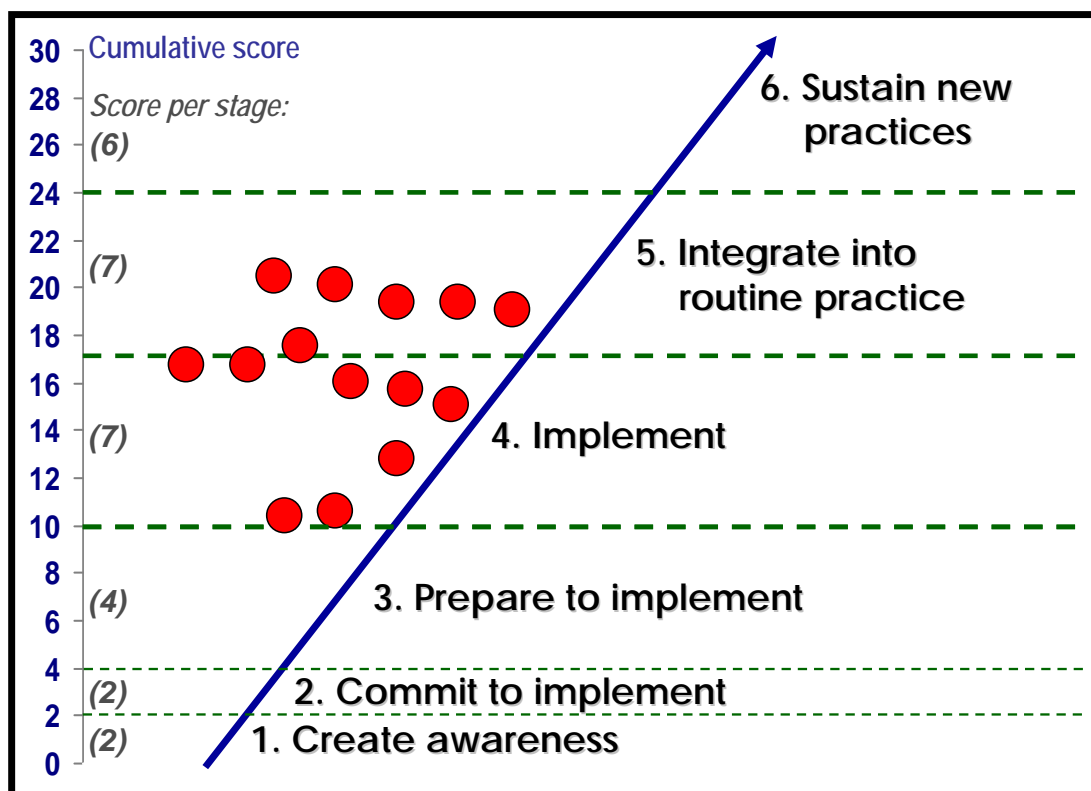 30
Cumulative score
28
Score per stage:
6. Sustain new
practices
26
(6)
24
22
(7)
5. Integrate into
routine practice
20
18
16
14
(7)
4. Implement
12
10
8
3. Prepare to implement
6
(4)
4
(2)
2. Commit to implement
2
(2)
1. Create awareness
0